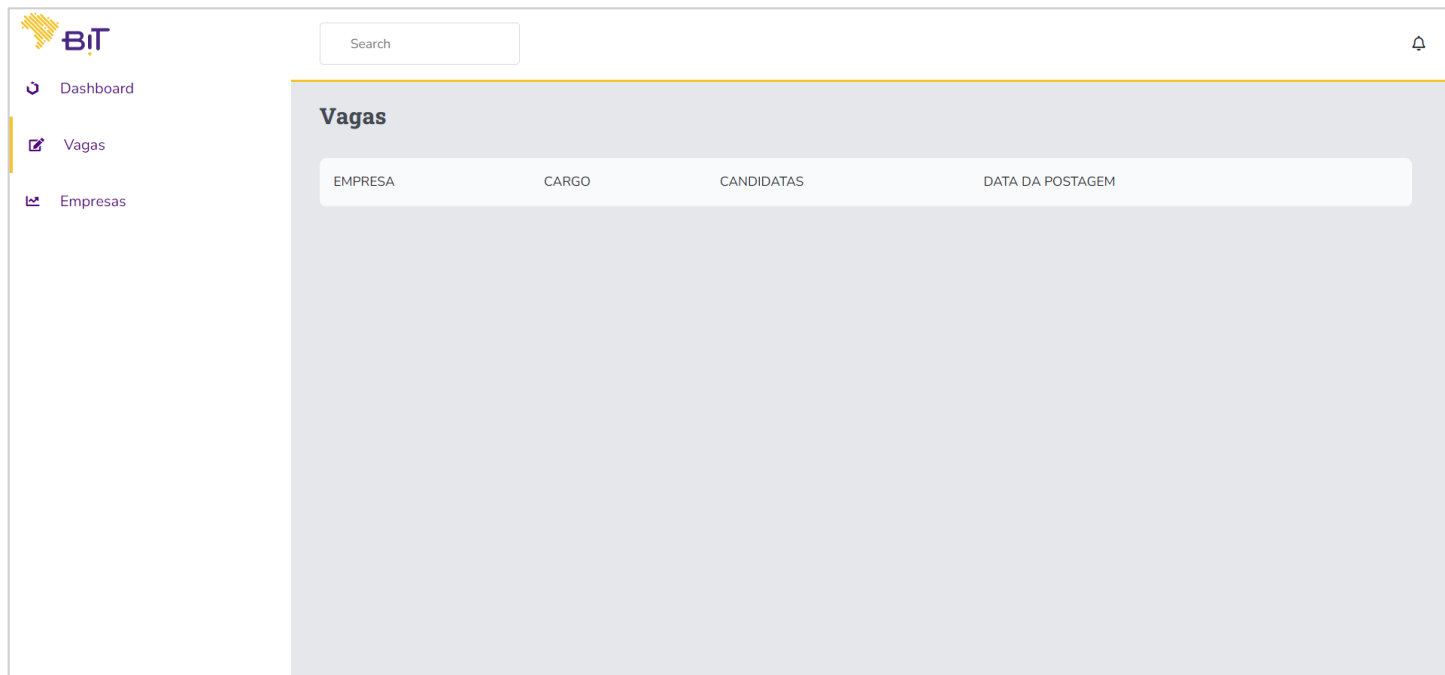 BiT
Search
Dashboard
Vagas
Vagas
EMPRESA CARGO CANDIDATAS DATA DA POSTAGEM
Empresas